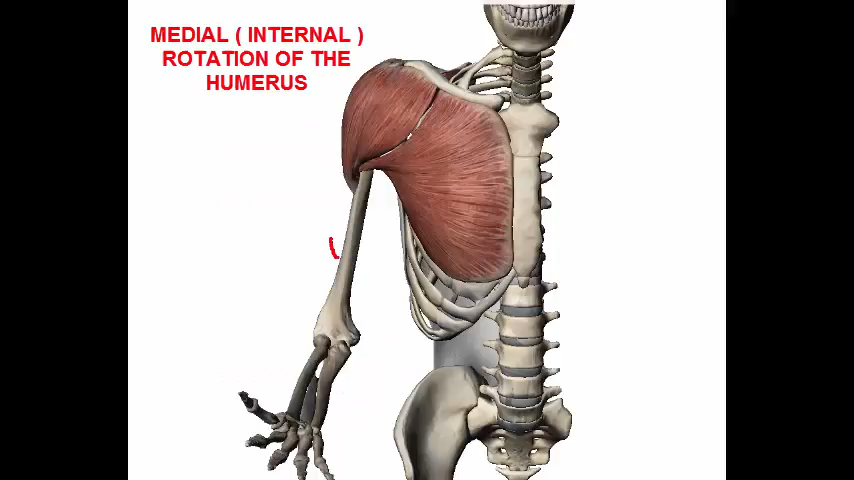 MEDIAL ( INTERNAL )
ROTATION OF THE
HUMERUS